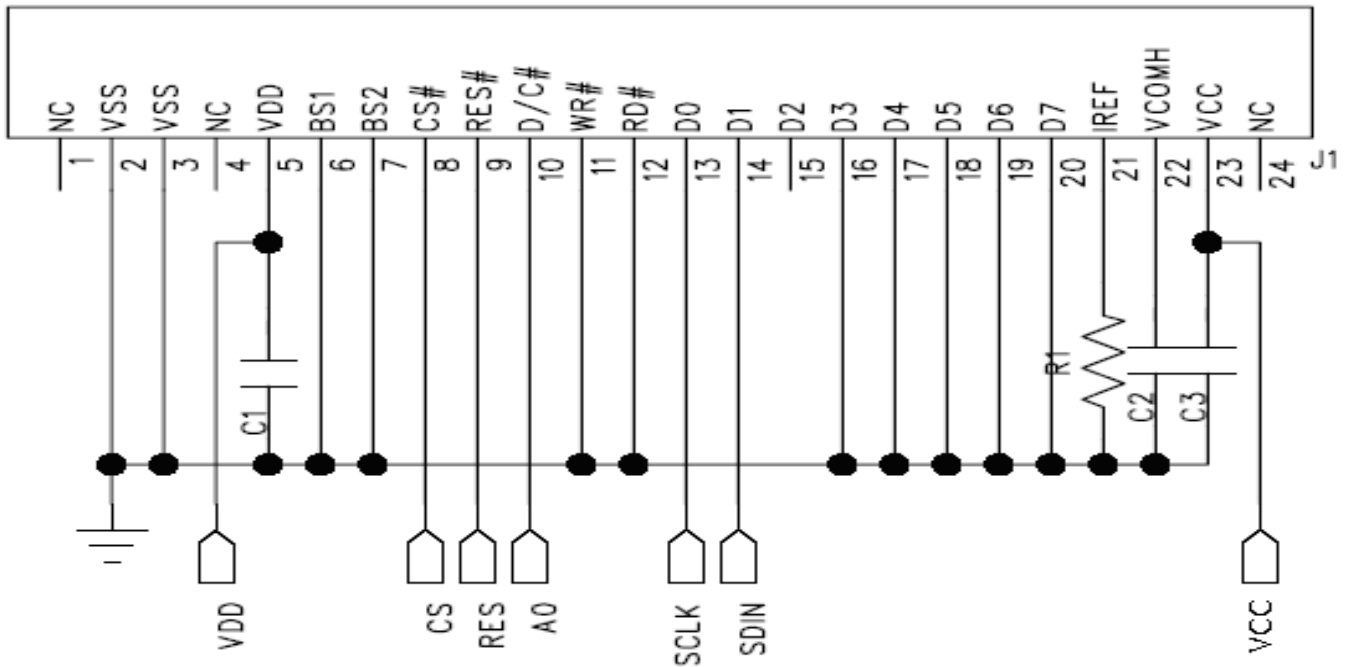 NC
VSS
VSS
NC
VDD
BS1
BS2
CS#
RES#
D/C#
WR#
RD#
D0
D1
D2
D3
D4
D5
D6
D7
IREF
VCOMH
VCC
NC
1
2
3
4
5
6
7
8
9
10
11
12
13
14
15
16
17
18
19
20
21
22
23
24
J1
C1
R1
C2
C3
VDD
CS
RES
A0
SCLK
SDIN
VCC